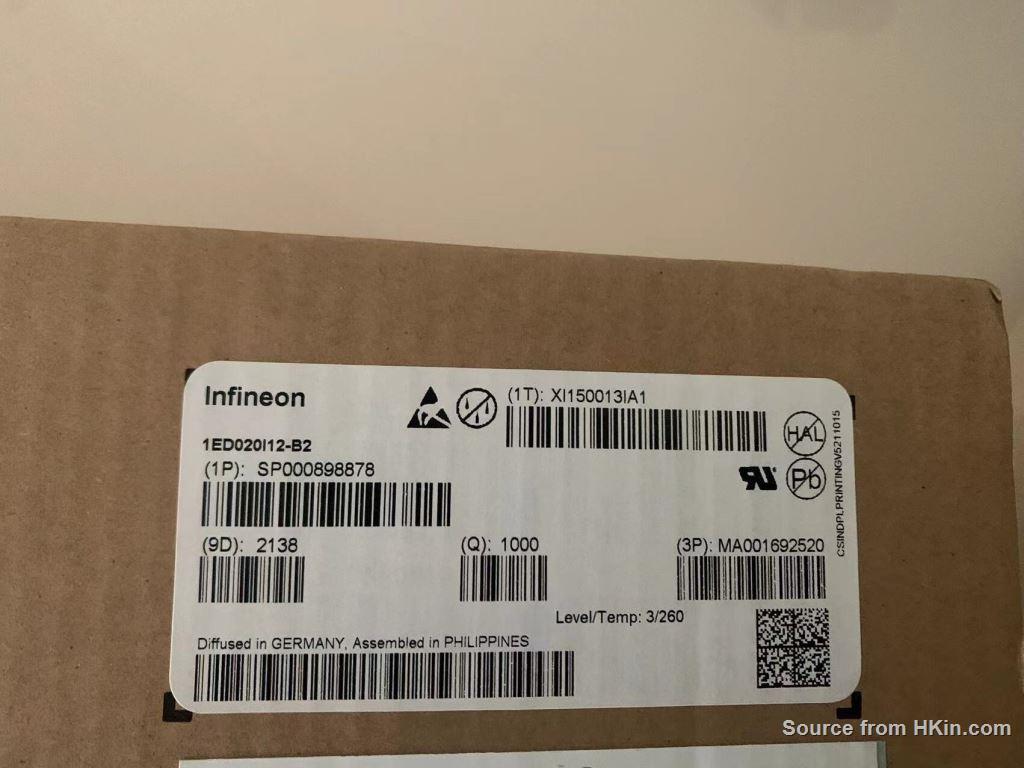 Infineon
(1T): XI150013IA1
1ED020I12-B2
(1P): SP000898878
HAL
Pb
CSINDPLPRINTINGV5211015
(9D): 2138
(Q): 1000
(3P): MA001692520
Level/Temp: 3/260
Diffused in GERMANY, Assembled in PHILIPPINES
Source from HKin.com